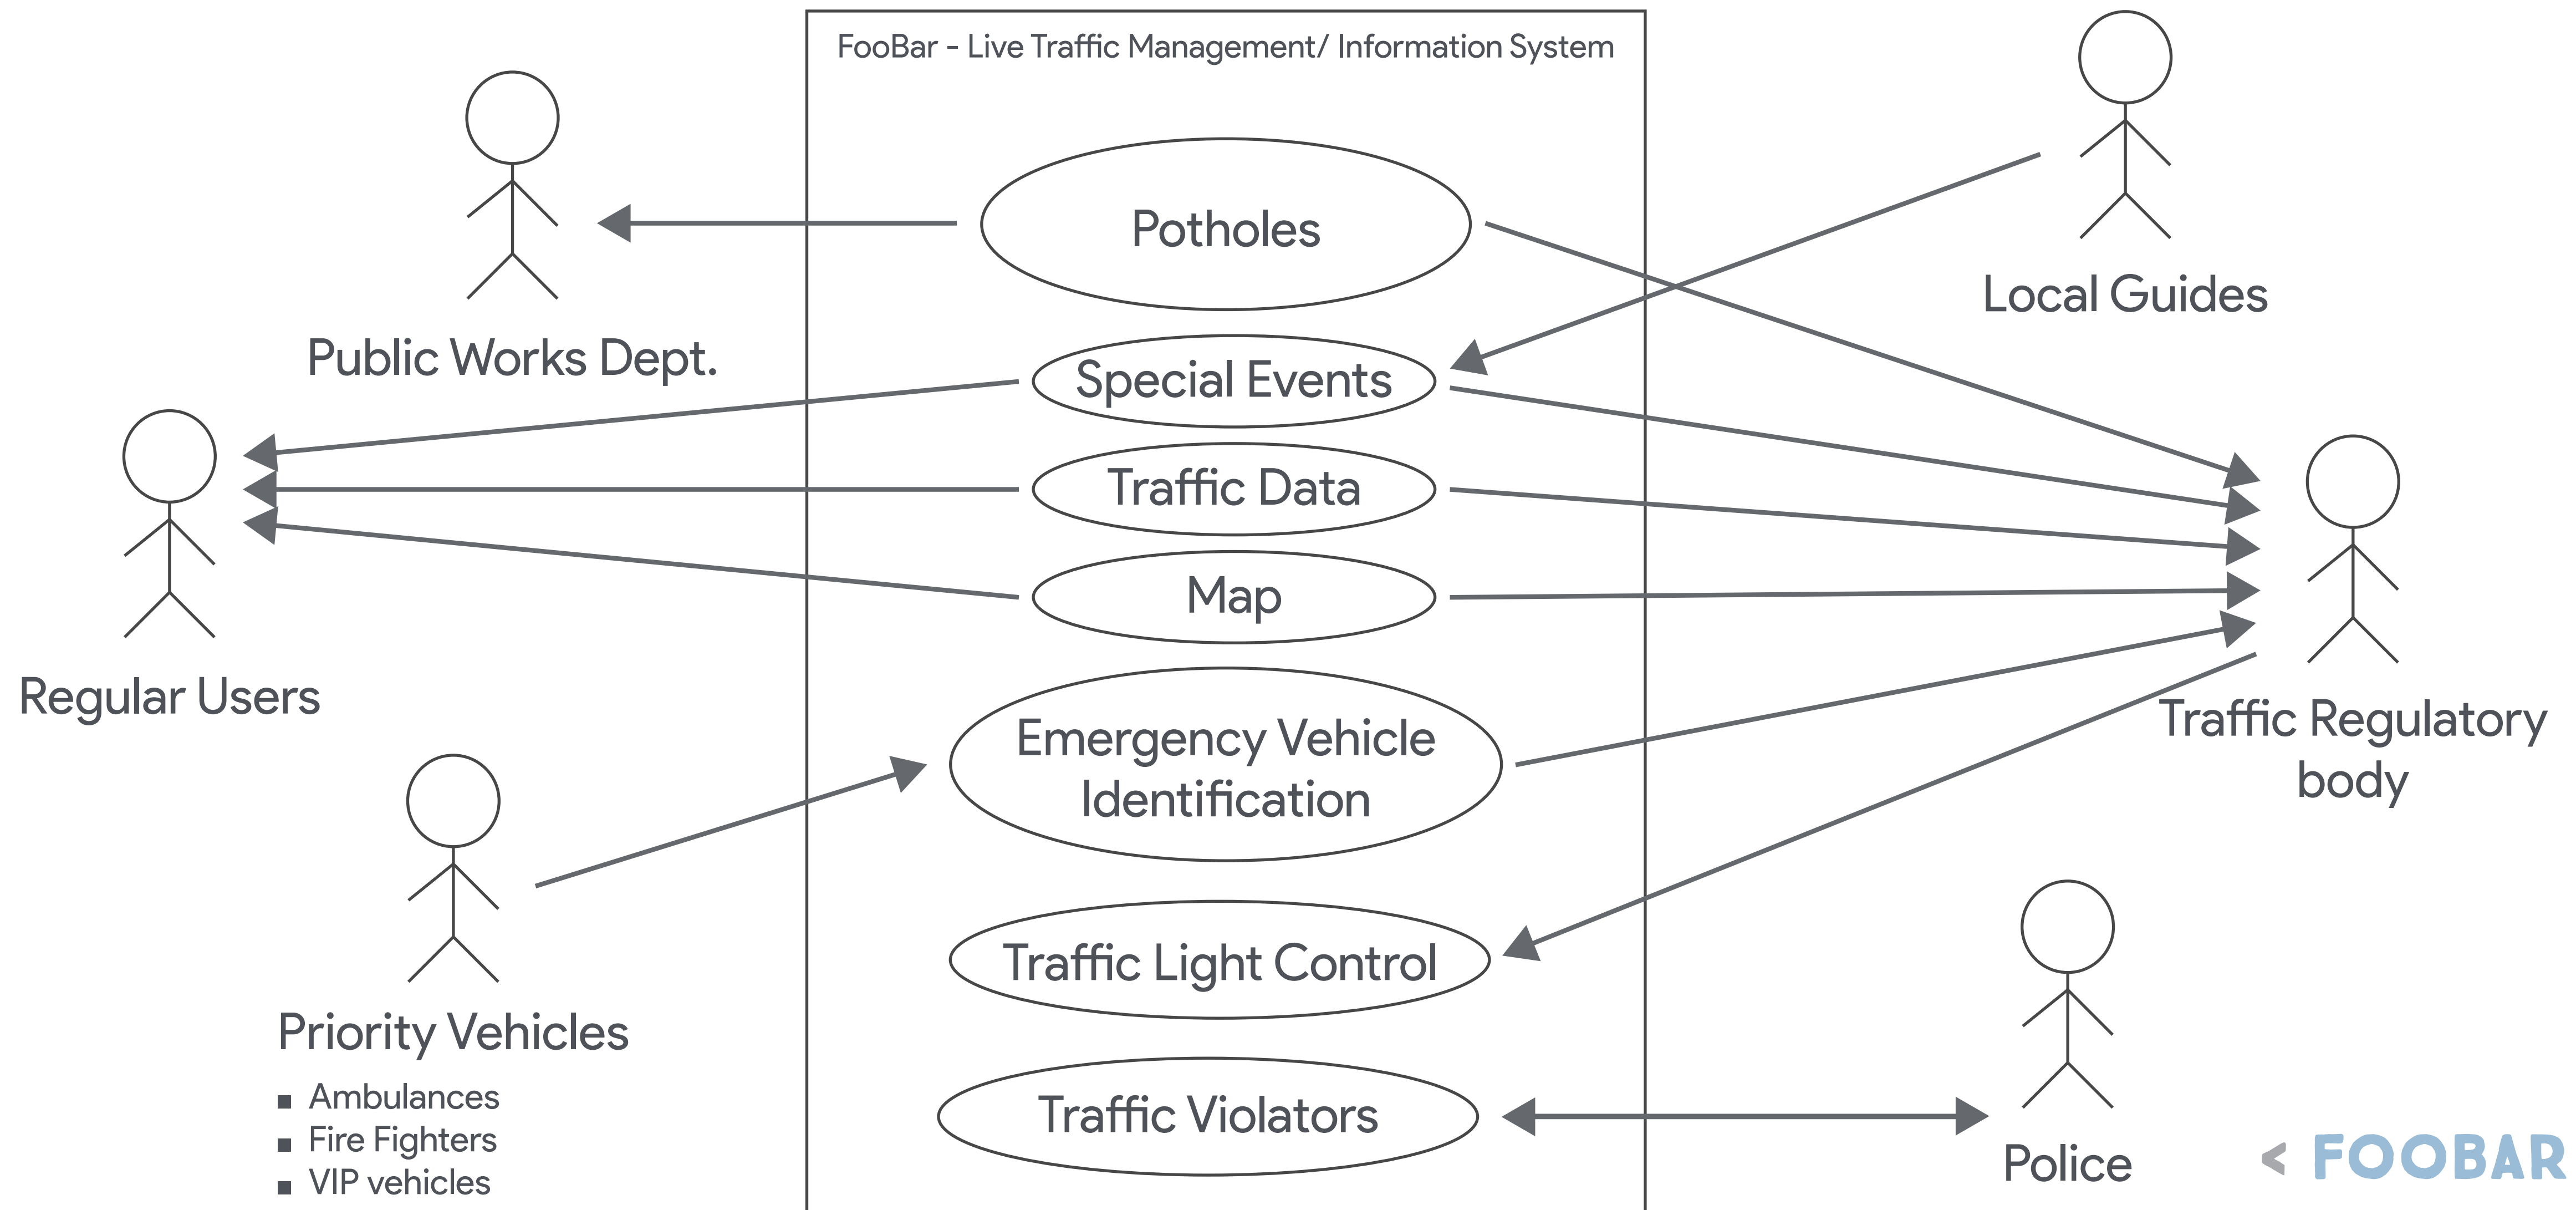 FooBar - Live Traffic Management/ Information System
Potholes
Local Guides
Public Works Dept.
Special Events
Traffic Data
Map
Regular Users
Emergency Vehicle
Identification
Traffic Regulatory
body
Traffic Light Control
Priority Vehicles
Ambulances
Fire Fighters
VIP vehicles
Traffic Violators
Police
< FOOBAR